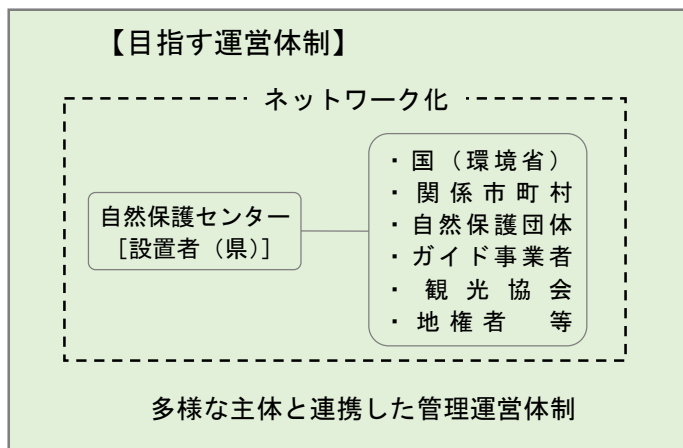 【目指す運営体制】
ネットワーク化
自然保護センター
［設置者（県）］
・国（環境省）
・関係市町村
・自然保護団体
・ガイド事業者
・観光協会
・地権者　等
多様な主体と連携した管理運営体制